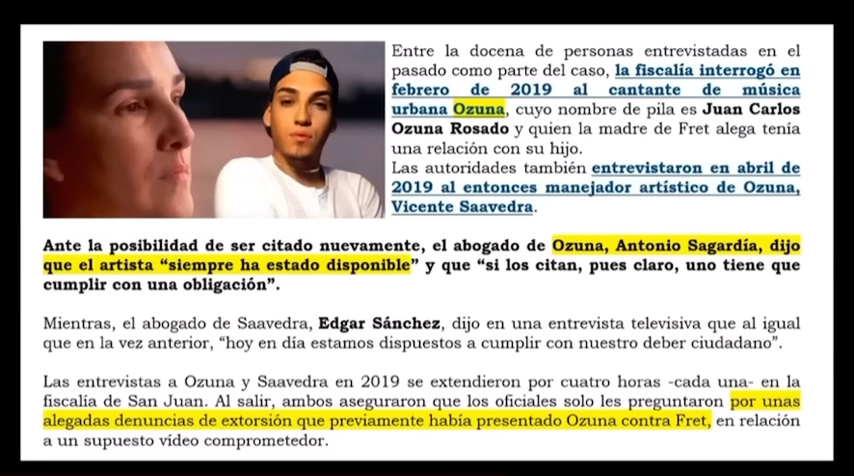 Entre la docena de personas entrevistadas en el
pasado como parte del caso, la fiscalía interrogó en
febrero de 2019 al cantante de música
urbana Ozuna, cuyo nombre de pila es Juan Carlos
Ozuna Rosado y quien la madre de Fret alega tenía
una relación con su hijo.
Las autoridades también entrevistaron en abril de
2019 al entonces manejador artístico de Ozuna,
Vicente Saavedra.
Ante la posibilidad de ser citado nuevamente, el abogado de Ozuna, Antonio Sagardía, dijo
que el artista “siempre ha estado disponible” y que “si los citan, pues claro, uno tiene que
cumplir con una obligación”.
Mientras, el abogado de Saavedra, Edgar Sánchez, dijo en una entrevista televisiva que al igual
que en la vez anterior, “hoy en día estamos dispuestos a cumplir con nuestro deber ciudadano”.
Las entrevistas a Ozuna y Saavedra en 2019 se extendieron por cuatro horas -cada una- en la
fiscalía de San Juan. Al salir, ambos aseguraron que los oficiales solo les preguntaron por unas
alegadas denuncias de extorsión que previamente había presentado Ozuna contra Fret, en relación
a un supuesto vídeo comprometedor.